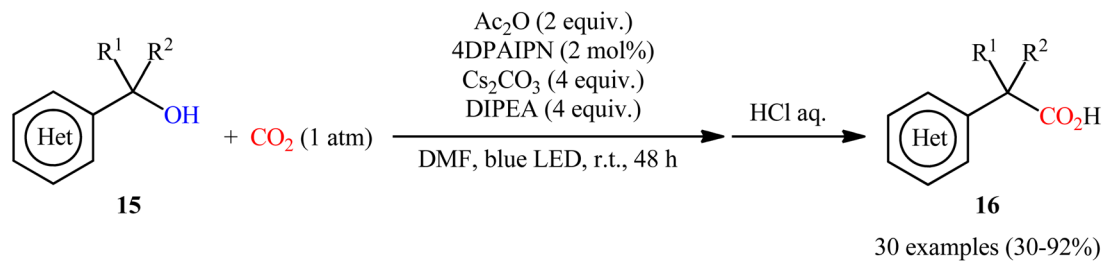 Ac₂O (2 equiv.)
4DPAIPN (2 mol%)
Cs₂CO₃ (4 equiv.)
DIPEA (4 equiv.)
R¹ R²
OH
Het
+ CO₂ (1 atm)
DMF, blue LED, r.t., 48 h
HCl aq.
R¹ R²
CO₂H
Het
15
16
30 examples (30-92%)